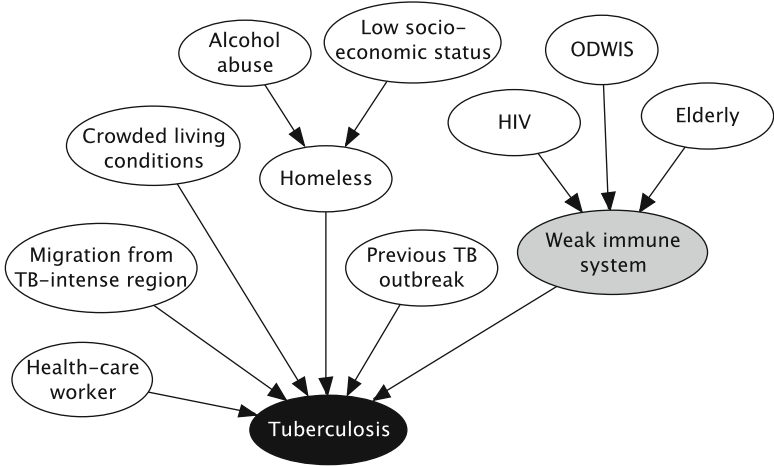 Alcohol
abuse
Low socio-
economic status
ODWIS
HIV
Elderly
Crowded living
conditions
Homeless
Weak immune
system
Migration from
TB-intense region
Previous TB
outbreak
Health-care
worker
Tuberculosis